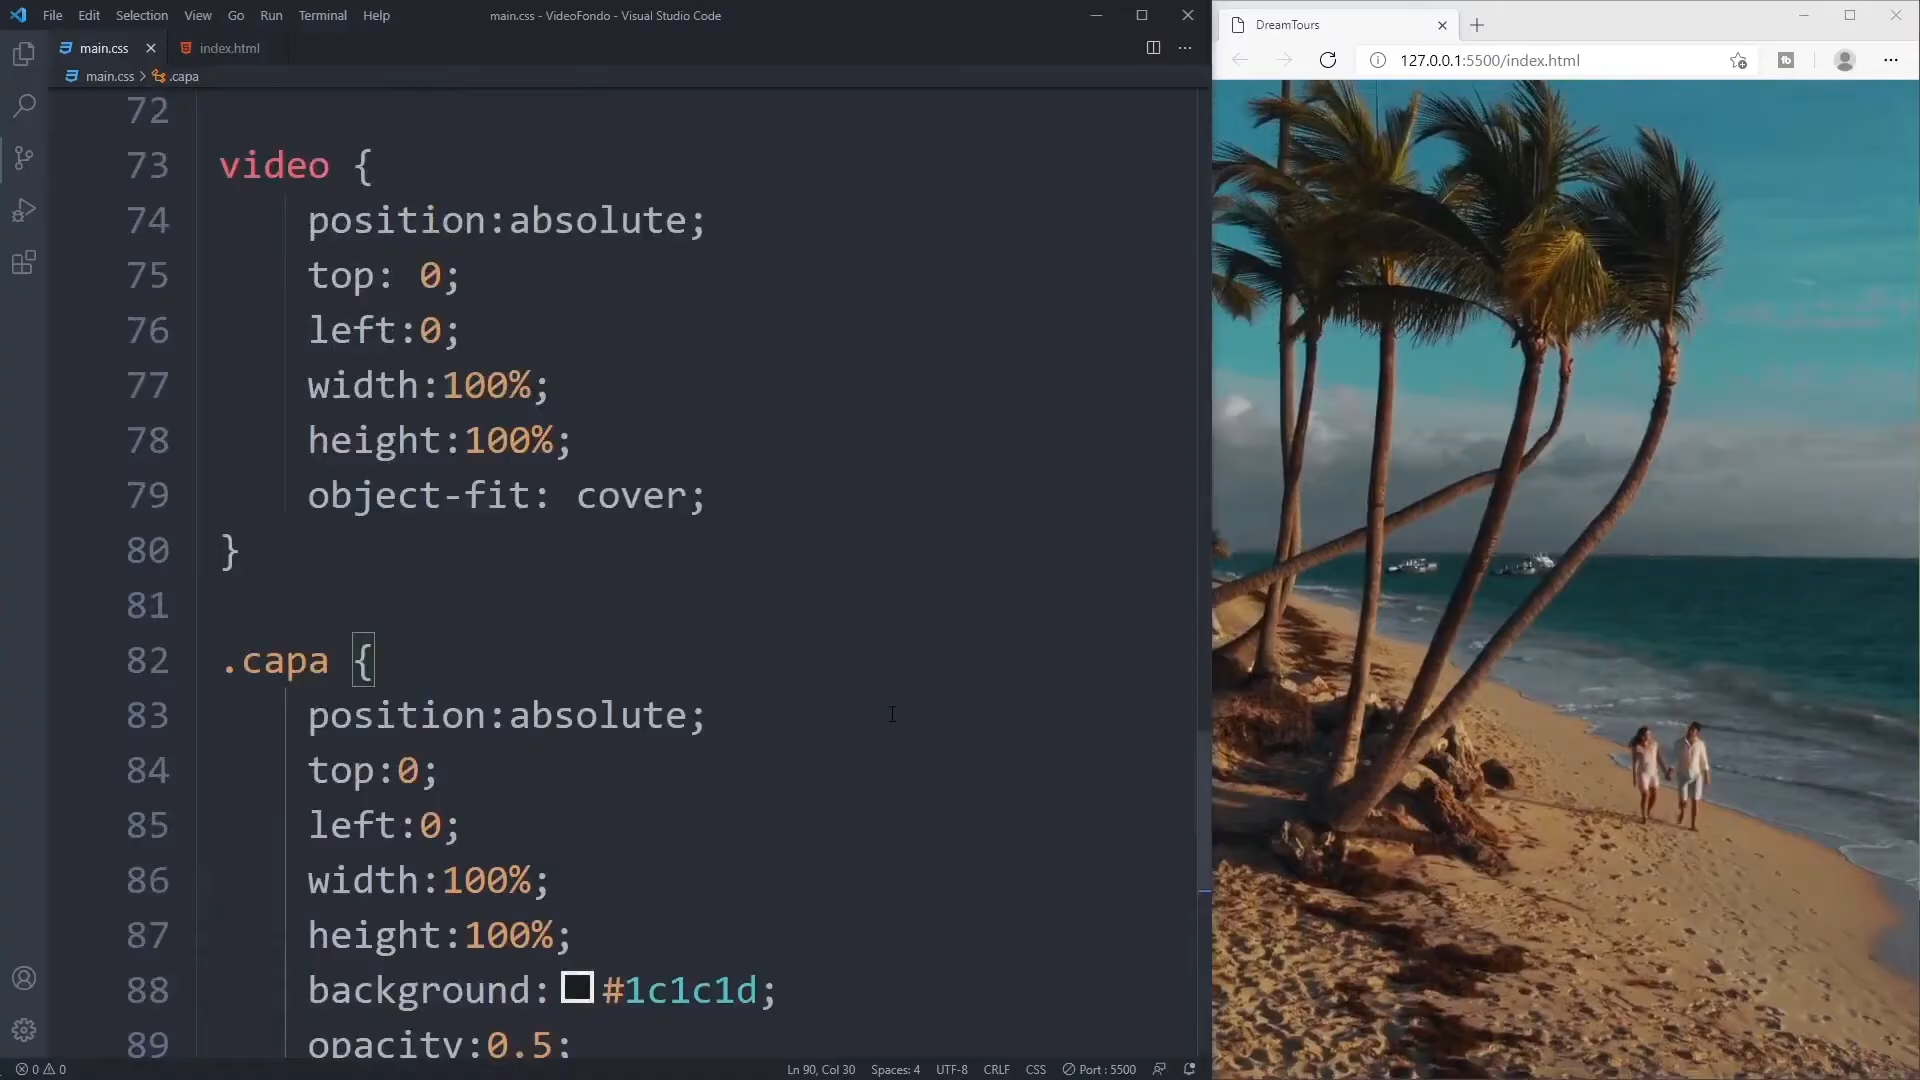 File Edit Selection View Go Run Terminal Help
main.css - VideoFondo - Visual Studio Code
main.css index.html
main.css > .capa
72
73 video {
74 position:absolute;
75 top: 0;
76 left:0;
77 width:100%;
78 height:100%;
79 object-fit: cover;
80 }
81
82 .capa {
83 position:absolute;
84 top:0;
85 left:0;
86 width:100%;
87 height:100%;
88 background: #1c1c1d;
89 opacity:0.5;
0 0 Ln 90, Col 30 Spaces: 4 UTF-8 CRLF CSS Port : 5500
DreamTours
127.0.0.1:5500/index.html